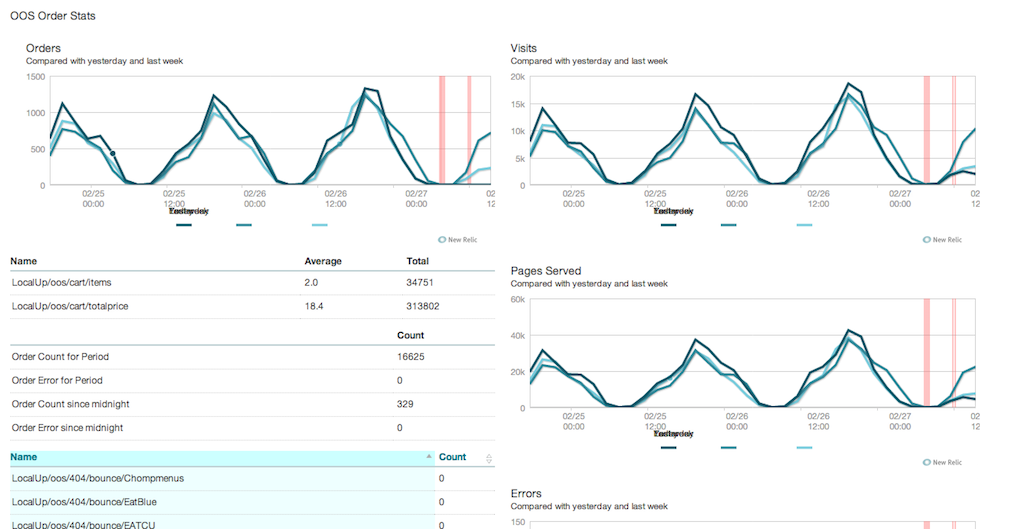 OOS Order Stats
Orders
Compared with yesterday and last week
1500
1000
500
0
02/25 02/25 02/26 02/26 02/27 02
00:00 12:00 00:00 12:00 00:00 12
New Relic
Name Average Total
LocalUp/oos/cart/items 2.0 34751
LocalUp/oos/cart/totalprice 18.4 313802
Count
Order Count for Period 16625
Order Error for Period 0
Order Count since midnight 329
Order Error since midnight 0
Name Count
LocalUp/oos/404/bounce/Chompmenus 0
LocalUp/oos/404/bounce/EatBlue 0
LocalUp/oos/404/bounce/EATCU 0
Visits
Compared with yesterday and last week
20k
15k
10k
5k
0
02/25 02/25 02/26 02/26 02/27 02
00:00 12:00 00:00 12:00 00:00 12
New Relic
Pages Served
Compared with yesterday and last week
60k
40k
20k
0
02/25 02/25 02/26 02/26 02/27 02
00:00 12:00 00:00 12:00 00:00 12
New Relic
Errors
Compared with yesterday and last week
150